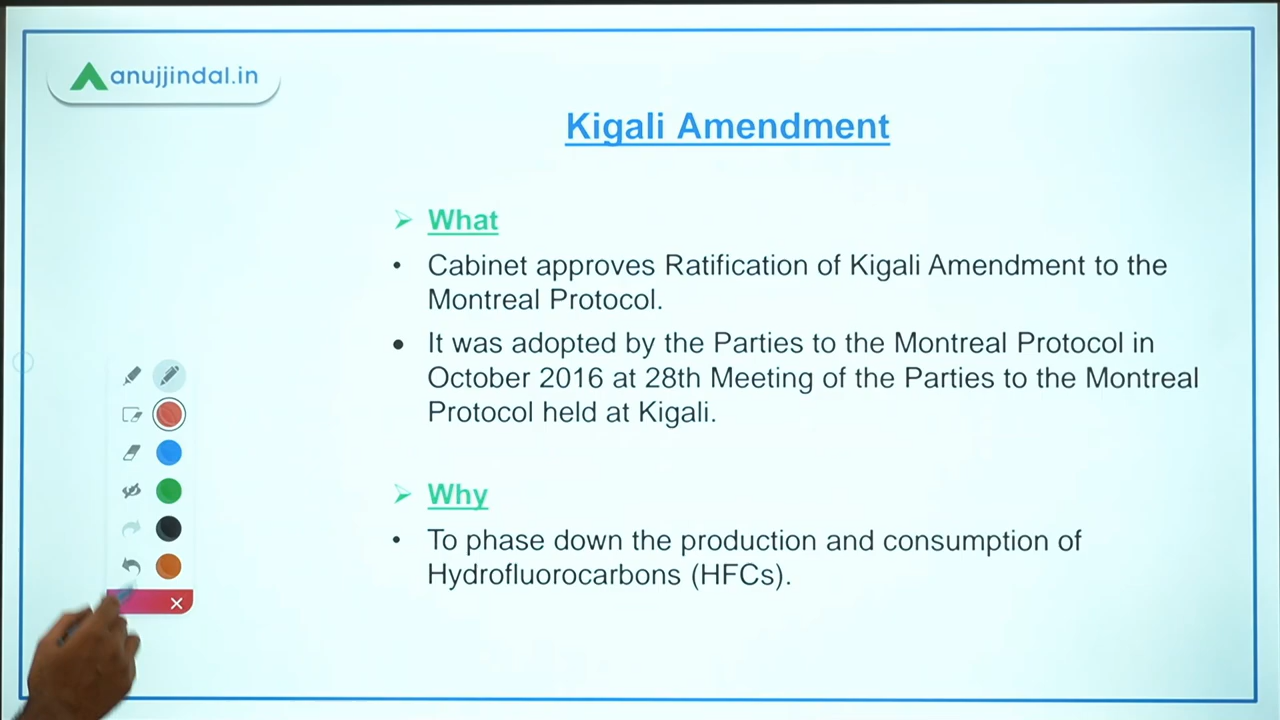 anujjindal.in
Kigali Amendment
What
• Cabinet approves Ratification of Kigali Amendment to the
Montreal Protocol.
• It was adopted by the Parties to the Montreal Protocol in
October 2016 at 28th Meeting of the Parties to the Montreal
Protocol held at Kigali.
Why
• To phase down the production and consumption of
Hydrofluorocarbons (HFCs).